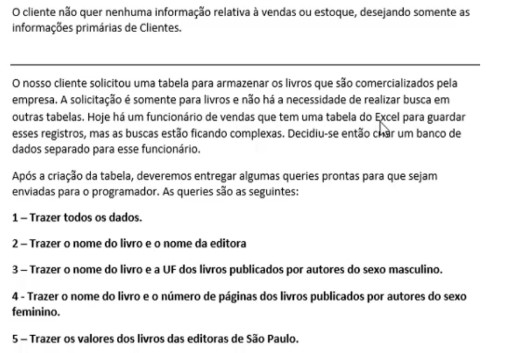 O cliente não quer nenhuma informação relativa à vendas ou estoque, desejando somente as
informações primárias de Clientes.
O nosso cliente solicitou uma tabela para armazenar os livros que são comercializados pela
empresa. A solicitação é somente para livros e não há a necessidade de realizar busca em
outras tabelas. Hoje há um funcionário de vendas que tem uma tabela do Excel para guardar
esses registros, mas as buscas estão ficando complexas. Decidiu-se então criar um banco de
dados separado para esse funcionário.
Após a criação da tabela, deveremos entregar algumas queries prontas para que sejam
enviadas para o programador. As queries são as seguintes:
1 – Trazer todos os dados.
2 – Trazer o nome do livro e o nome da editora
3 – Trazer o nome do livro e a UF dos livros publicados por autores do sexo masculino.
4 - Trazer o nome do livro e o número de páginas dos livros publicados por autores do sexo
feminino.
5 – Trazer os valores dos livros das editoras de São Paulo.